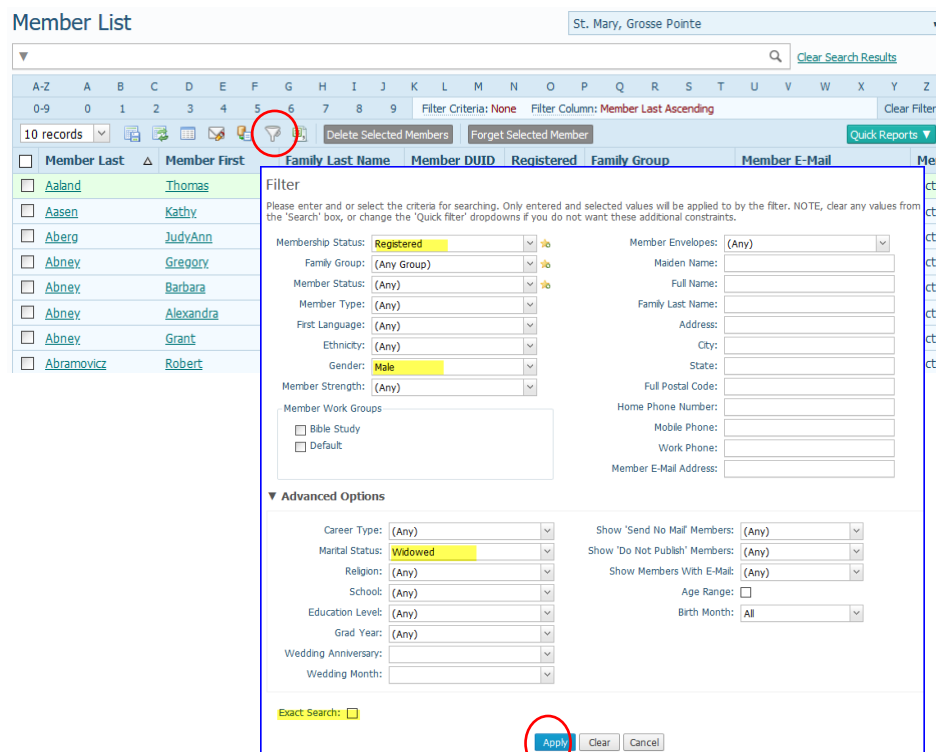 Member List
St. Mary, Grosse Pointe
Clear Search Results
A-Z A B C D E F G H I J K L M N O P Q R S T U V W X Y Z
0-9 0 1 2 3 4 5 6 7 8 9 Filter Criteria: None Filter Column: Member Last Ascending Clear Filter
10 records Delete Selected Members Forget Selected Member Quick Reports ▼
Member Last △ Member First Family Last Name Member DUID Registered Family Group Member E-Mail Me
Aaland Thomas
Aasen Kathy
Aberg JudyAnn
Abney Gregory
Abney Barbara
Abney Alexandra
Abney Grant
Abramovicz Robert
Filter
Please enter and or select the criteria for searching. Only entered and selected values will be applied to by the filter. NOTE, clear any values from
the 'Search' box, or change the 'Quick filter' dropdowns if you do not want these additional constraints.
Membership Status: Registered
Family Group: (Any Group)
Member Status: (Any)
Member Type: (Any)
First Language: (Any)
Ethnicity: (Any)
Gender: Male
Member Strength: (Any)
Member Work Groups
Bible Study
Default
Member Envelopes: (Any)
Maiden Name:
Full Name:
Family Last Name:
Address:
City:
State:
Full Postal Code:
Home Phone Number:
Mobile Phone:
Work Phone:
Member E-Mail Address:
▼ Advanced Options
Career Type: (Any)
Marital Status: Widowed
Religion: (Any)
School: (Any)
Education Level: (Any)
Grad Year: (Any)
Wedding Anniversary:
Wedding Month:
Show 'Send No Mail' Members: (Any)
Show 'Do Not Publish' Members: (Any)
Show Members With E-Mail: (Any)
Age Range:
Birth Month: All
Exact Search:
Apply Clear Cancel